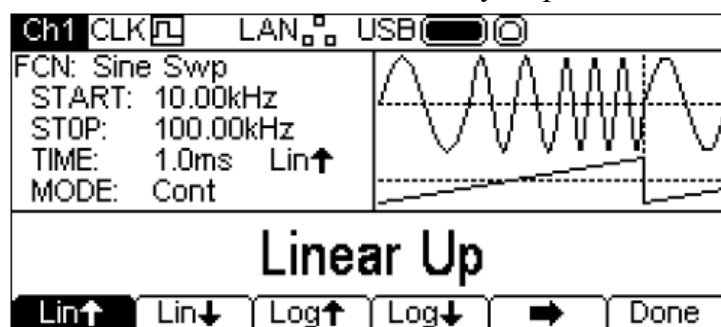 Ch1 CLK LAN USB
FCN: Sine Swp
START: 10.00kHz
STOP: 100.00kHz
TIME: 1.0ms Lin↑
MODE: Cont
Linear Up
Lin↑ Lin↓ Log↑ Log↓ ➡ Done